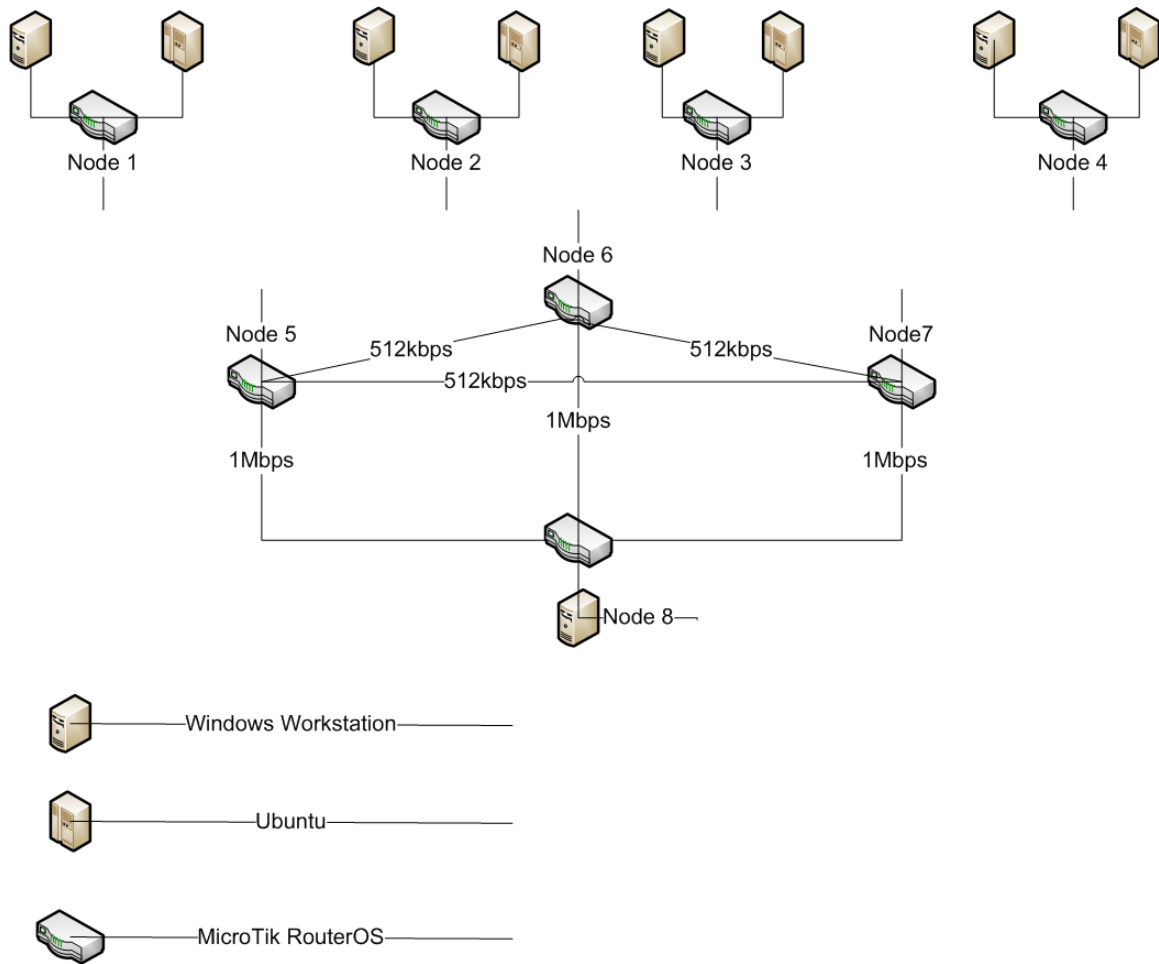 Node 1
Node 2
Node 3
Node 4
Node 6
Node 5
Node7
512kbps
512kbps
512kbps
1Mbps
1Mbps
1Mbps
Node 8
Windows Workstation
Ubuntu
MicroTik RouterOS